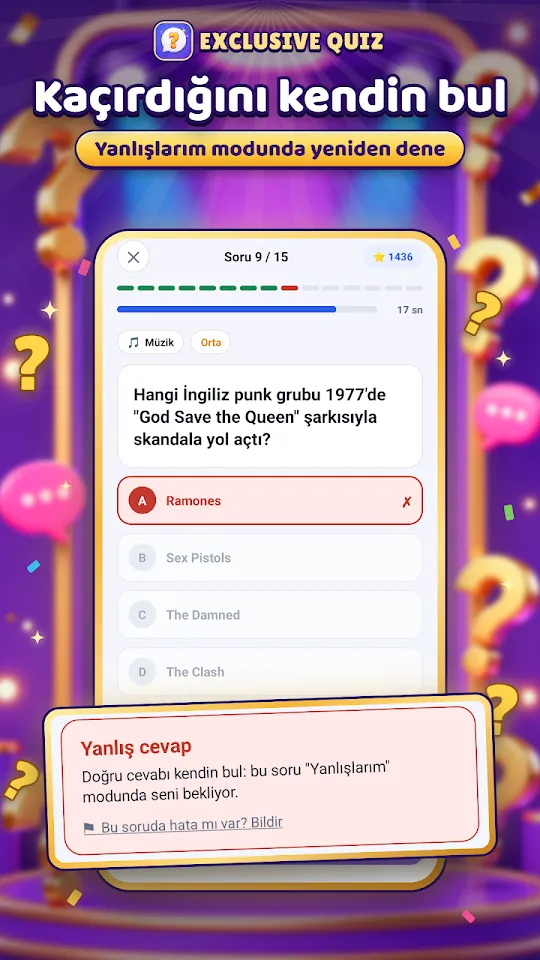 EXCLUSIVE QUIZ
Kaçırdığını kendin bul
Yanlışlarım modunda yeniden dene
Soru 9 / 15
1436
17 sn
Müzik
Orta
Hangi İngiliz punk grubu 1977'de
"God Save the Queen" şarkısıyla
skandala yol açtı?
A Ramones ✗
B Sex Pistols
C The Damned
D The Clash
Yanlış cevap
Doğru cevabı kendin bul: bu soru "Yanlışlarım"
modunda seni bekliyor.
Bu soruda hata mı var? Bildir